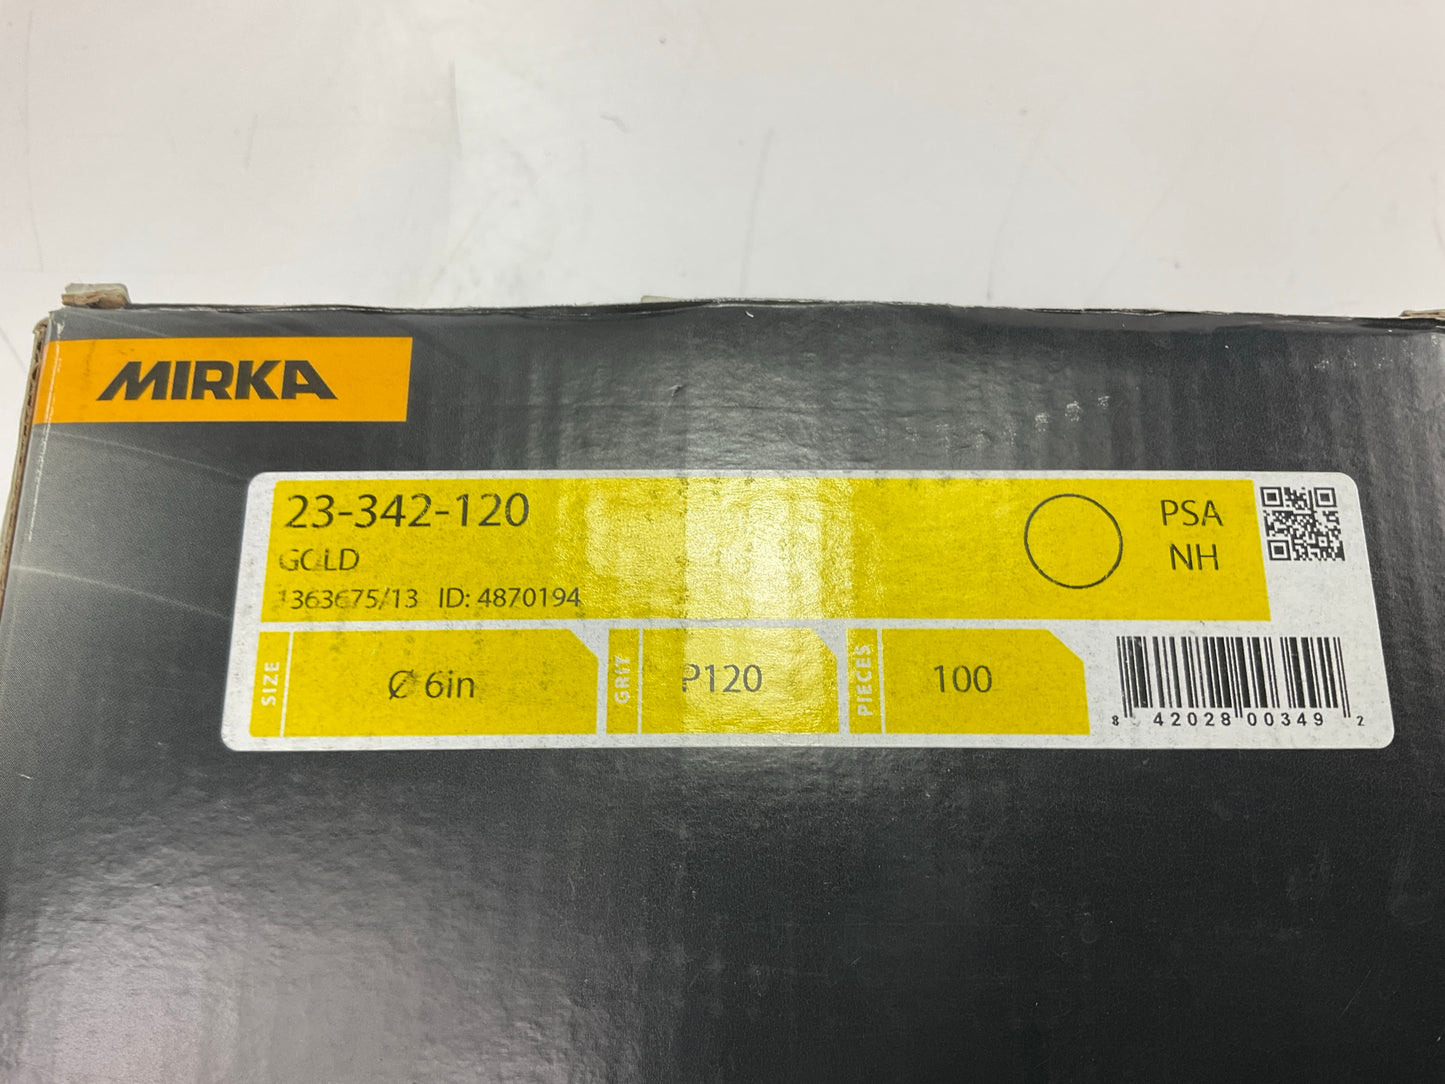 MIRKA
23-342-120
GOLD
1363675/13 ID: 4870194
PSA
NH
SIZE
Ø 6in
GRIT
P120
PIECES
100
8 42028 00349 2